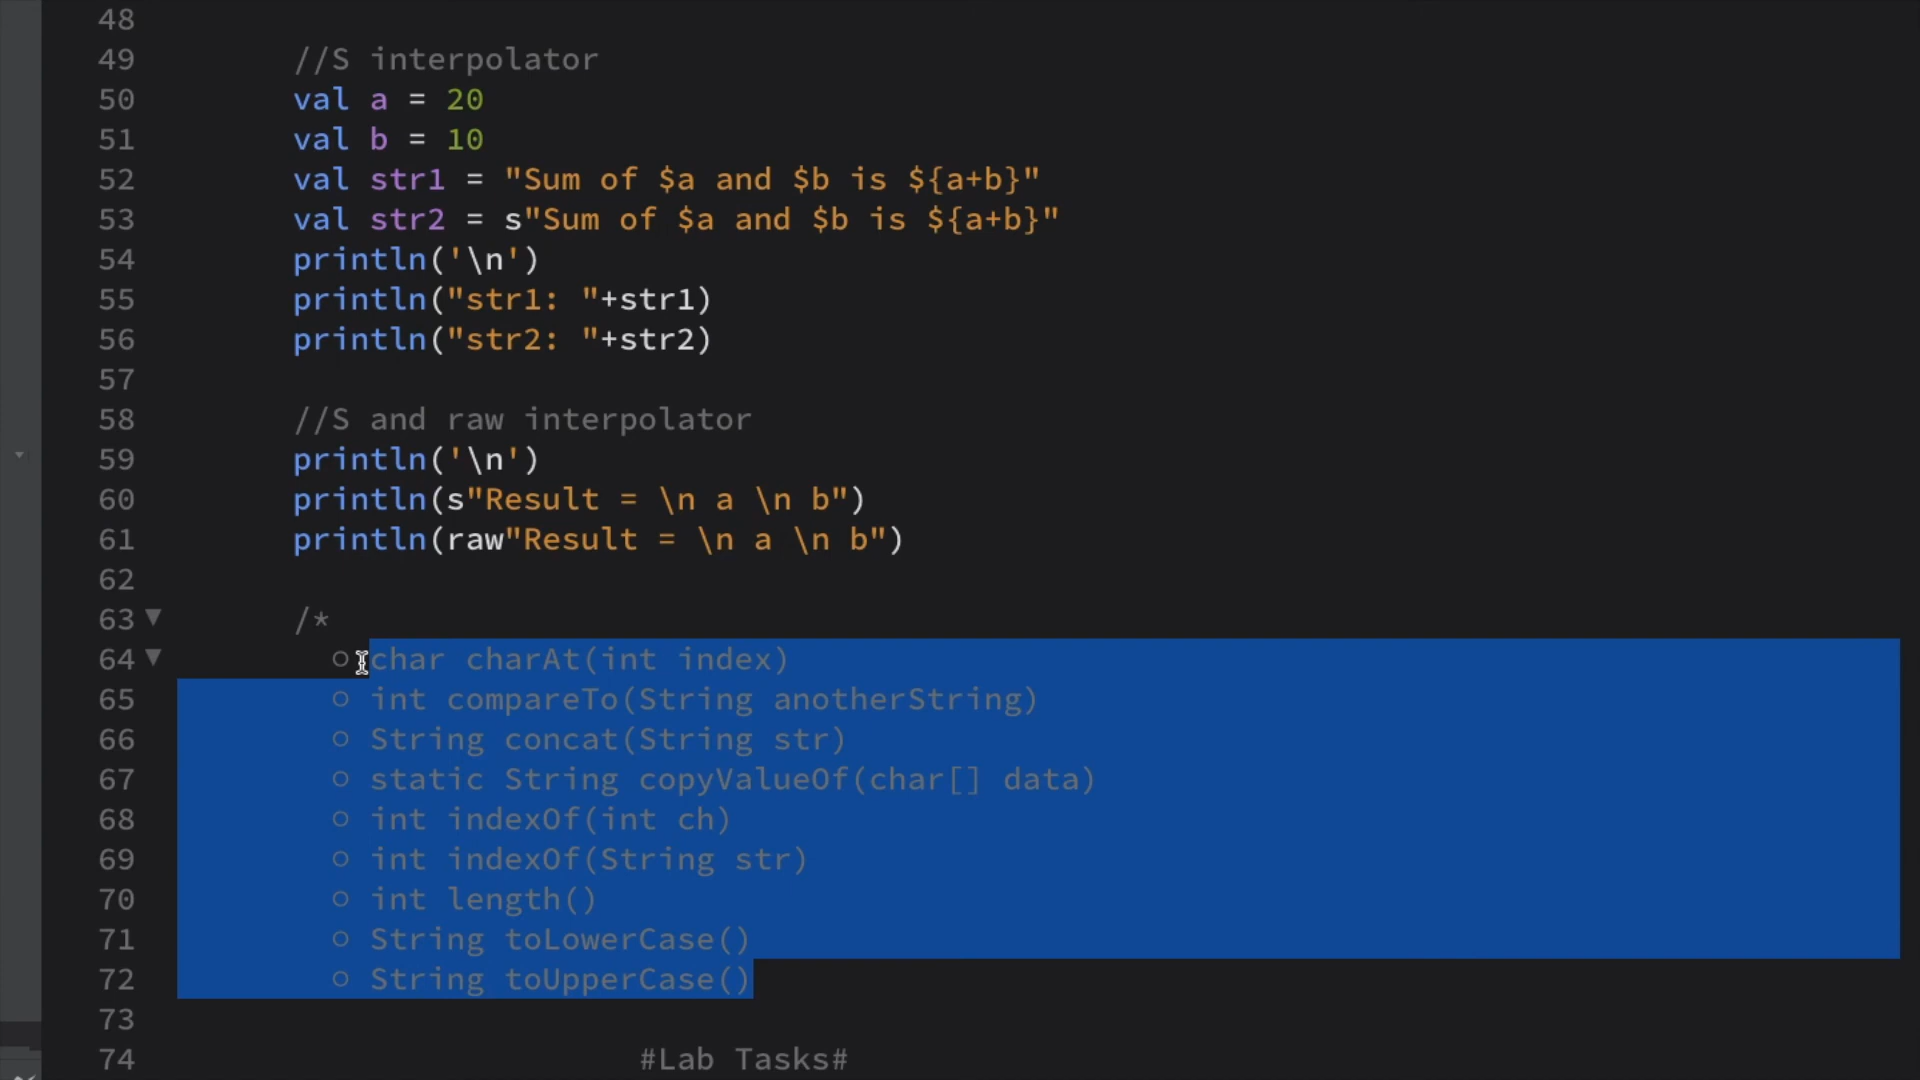 48
49 //S interpolator
50 val a = 20
51 val b = 10
52 val str1 = "Sum of $a and $b is ${a+b}"
53 val str2 = s"Sum of $a and $b is ${a+b}"
54 println('\n')
55 println("str1: "+str1)
56 println("str2: "+str2)
57
58 //S and raw interpolator
59 println('\n')
60 println(s"Result = \n a \n b")
61 println(raw"Result = \n a \n b")
62
63 /*
64 ○ char charAt(int index)
65 ○ int compareTo(String anotherString)
66 ○ String concat(String str)
67 ○ static String copyValueOf(char[] data)
68 ○ int indexOf(int ch)
69 ○ int indexOf(String str)
70 ○ int length()
71 ○ String toLowerCase()
72 ○ String toUpperCase()
73
74 #Lab Tasks#